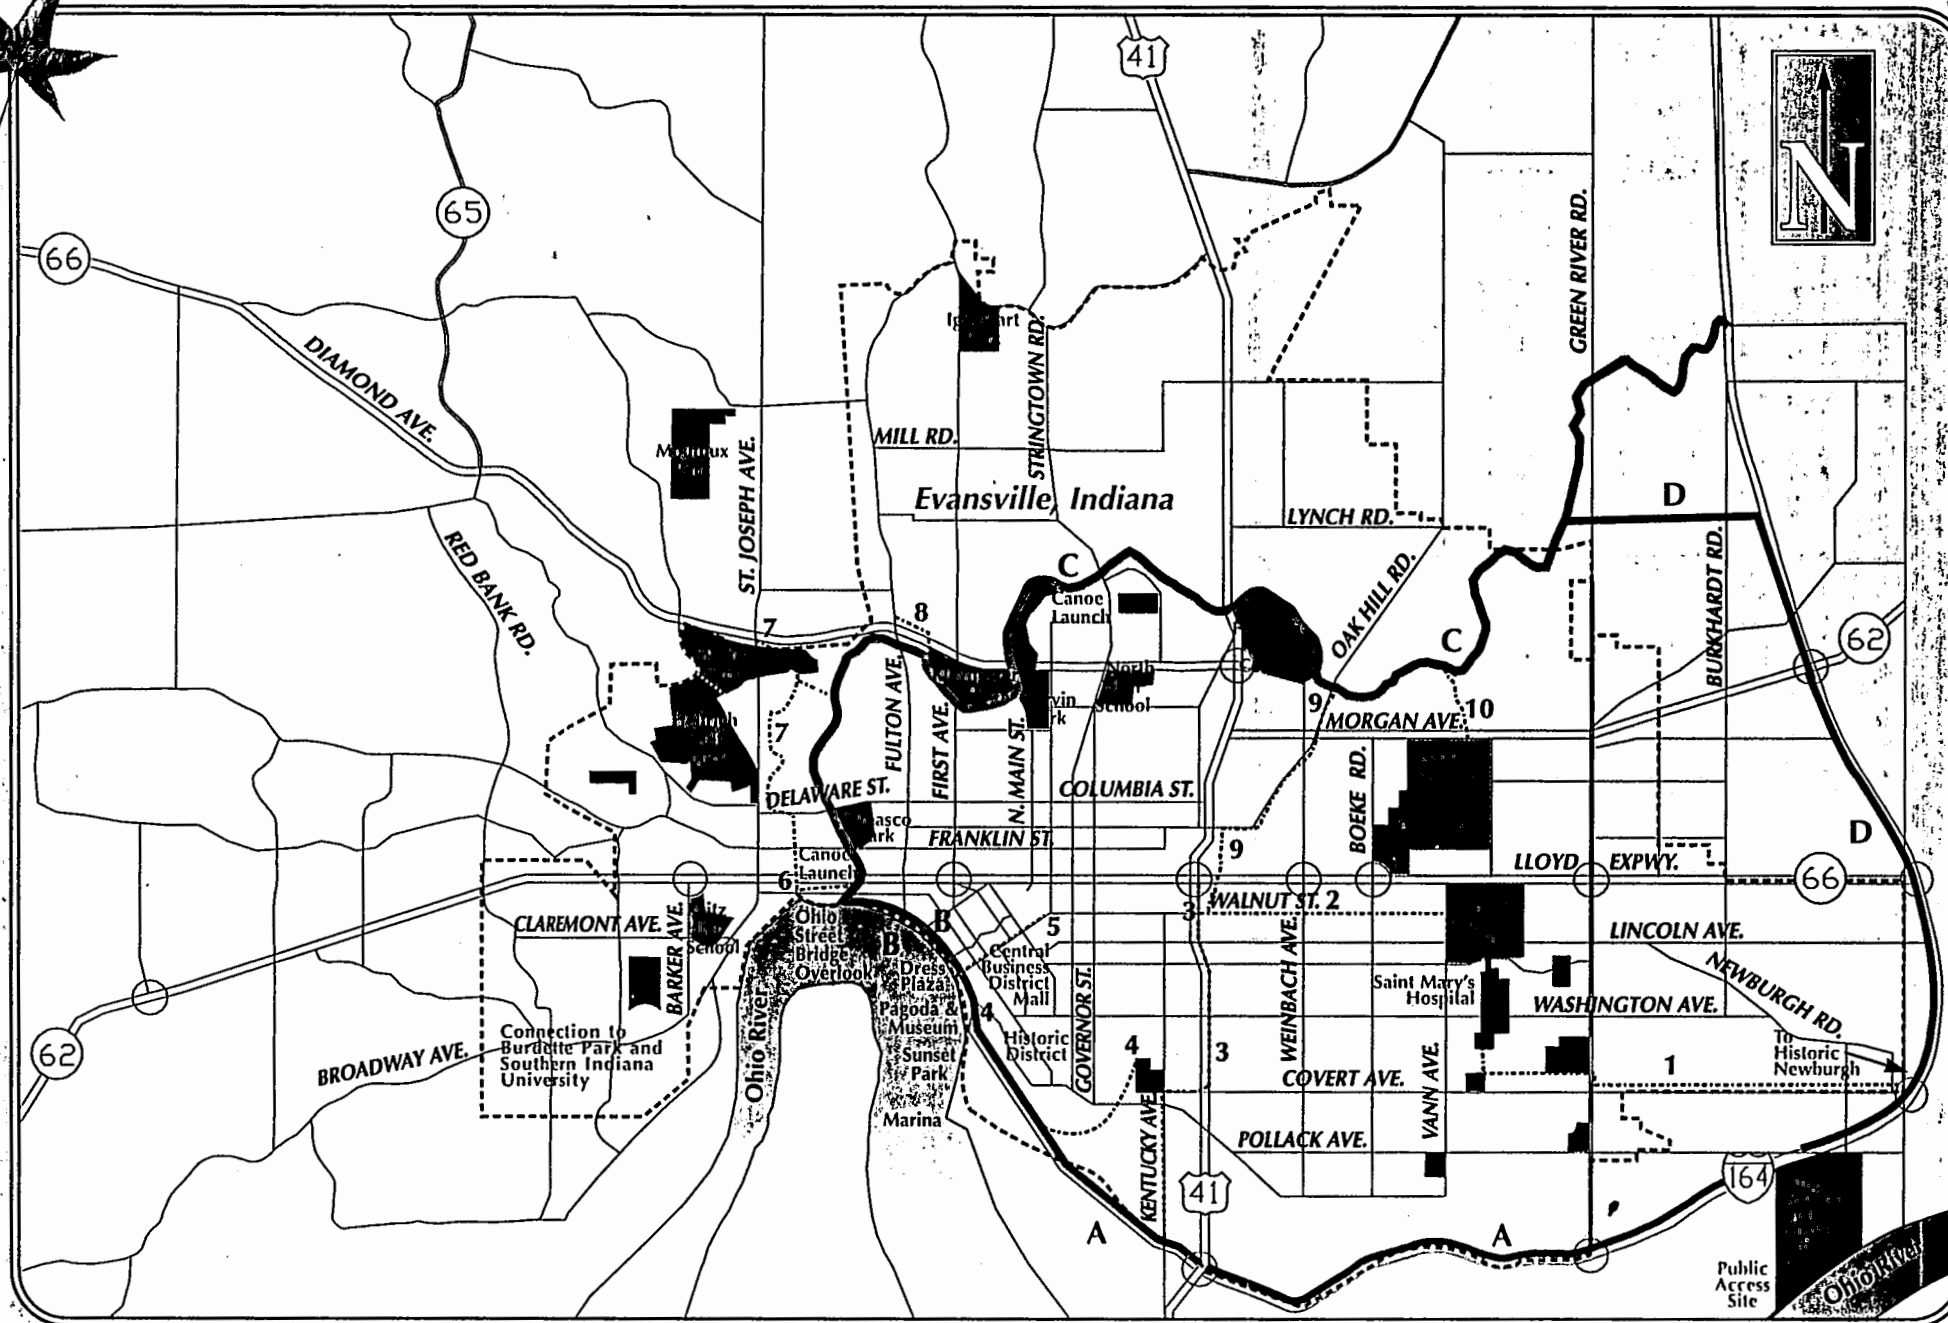 41
N
65
66
GREEN RIVER RD.
DIAMOND AVE.
STRINGTOWN RD.
MILL RD.
ST. JOSEPH AVE.
Evansville, Indiana
D
LYNCH RD.
RED BANK RD.
BURKHARDT RD.
C
Canoe
Launch
OAK HILL RD.
8
7
C
62
FULTON AVE.
North
School
9
MORGAN AVE.
10
7
FIRST AVE.
N. MAIN ST.
BOEKE RD.
DELAWARE ST.
COLUMBIA ST.
FRANKLIN ST.
D
Canoe
Launch
9
LLOYD EXPWY.
66
6
WALNUT ST. 2
3
CLAREMONT AVE.
BARKER AVE.
School
Ohio
Street
Bridge
Overlook
B
B
5
Central
Business
District
Mall
LINCOLN AVE.
NEWBURGH RD.
Dress
Plaza
Pagoda &
Museum
Sunset
Park
Marina
4
Historic
District
GOVERNOR ST.
WEINBACH AVE.
Saint Mary's
Hospital
WASHINGTON AVE.
62
Connection to
Burdette Park and
Southern Indiana
University
BROADWAY AVE.
Ohio River
4
3
COVERT AVE.
VANN AVE.
1
To
Historic
Newburgh
KENTUCKY AVE.
POLLACK AVE.
41
164
A
A
Public
Access
Site
Ohio River